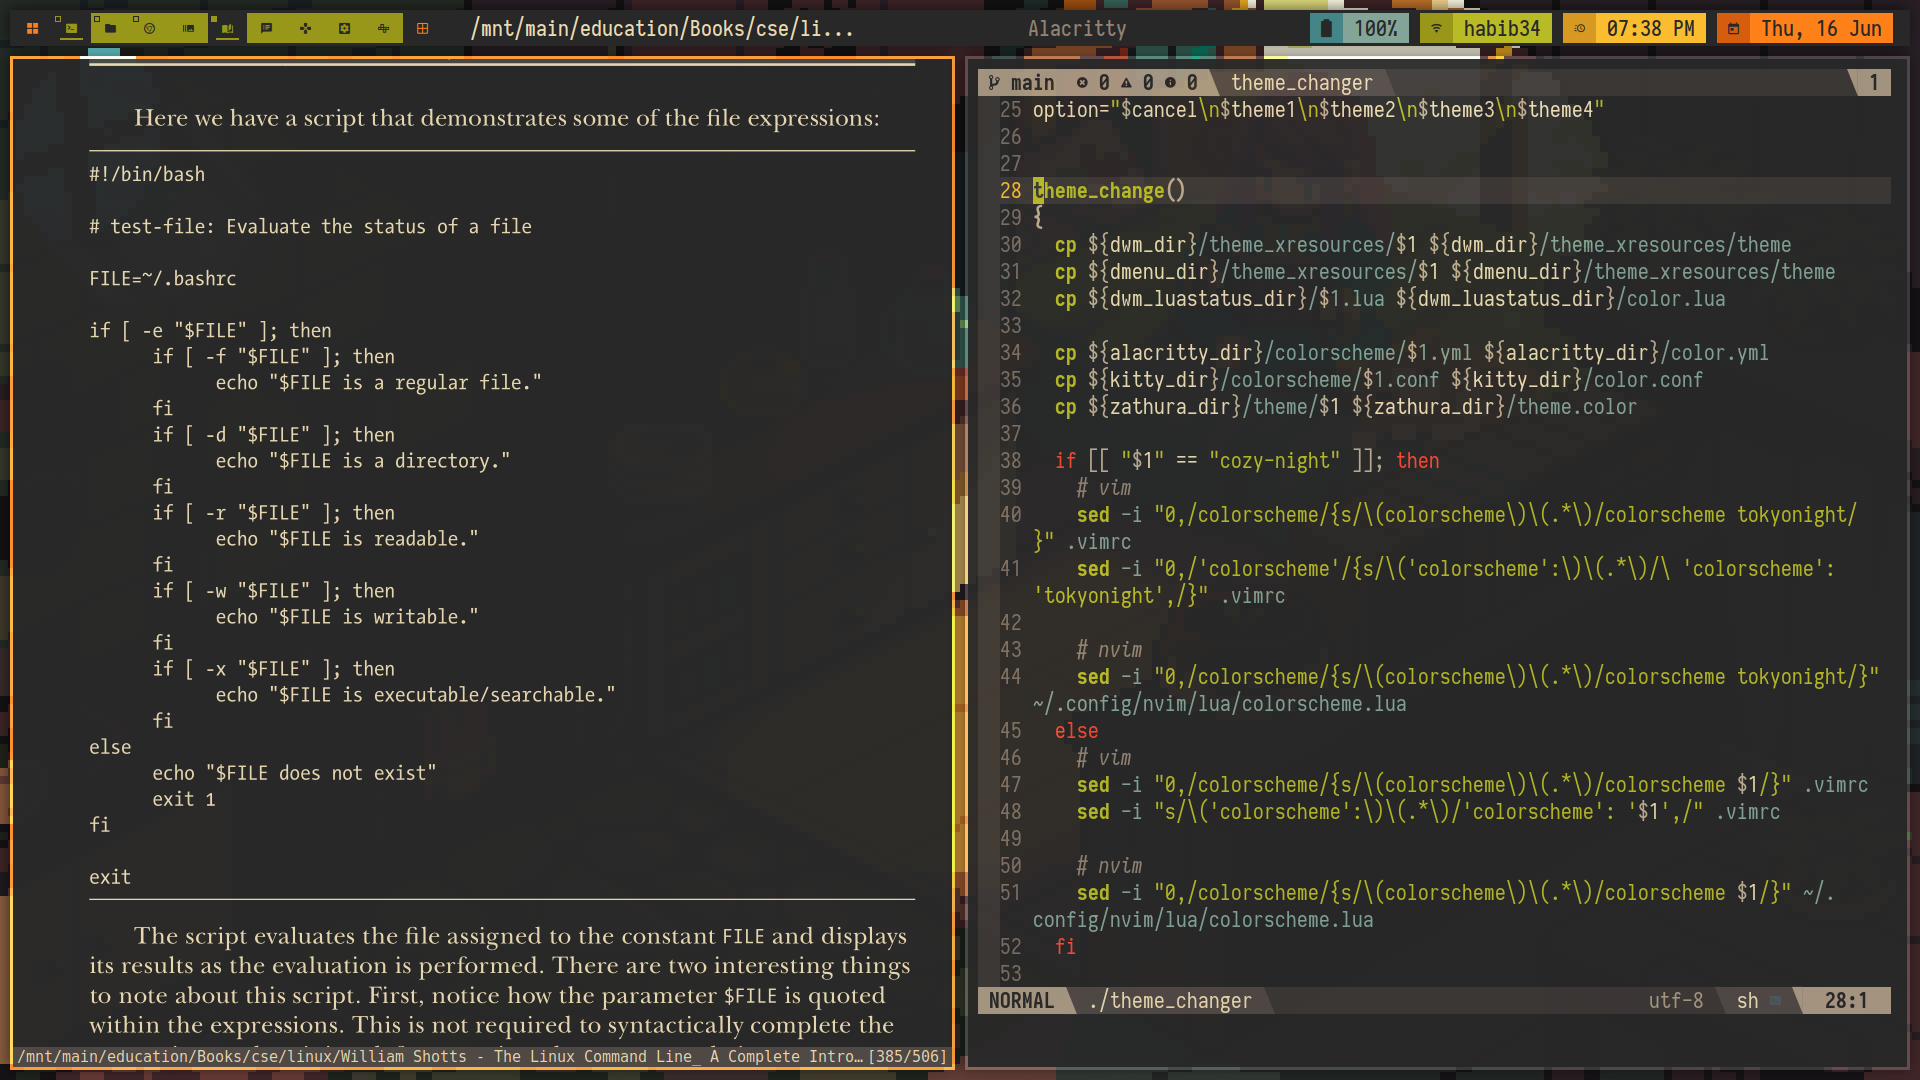 /mnt/main/education/Books/cse/li...
Alacritty
100%
habib34
07:38 PM
Thu, 16 Jun
Here we have a script that demonstrates some of the file expressions:
#!/bin/bash
# test-file: Evaluate the status of a file
FILE=~/.bashrc
if [ -e "$FILE" ]; then
if [ -f "$FILE" ]; then
echo "$FILE is a regular file."
fi
if [ -d "$FILE" ]; then
echo "$FILE is a directory."
fi
if [ -r "$FILE" ]; then
echo "$FILE is readable."
fi
if [ -w "$FILE" ]; then
echo "$FILE is writable."
fi
if [ -x "$FILE" ]; then
echo "$FILE is executable/searchable."
fi
else
echo "$FILE does not exist"
exit 1
fi
exit
The script evaluates the file assigned to the constant FILE and displays
its results as the evaluation is performed. There are two interesting things
to note about this script. First, notice how the parameter $FILE is quoted
within the expressions. This is not required to syntactically complete the
/mnt/main/education/Books/cse/linux/William Shotts - The Linux Command Line_ A Complete Intro… [385/506]
main 0 0 0 theme_changer 1
25 option="$cancel\n$theme1\n$theme2\n$theme3\n$theme4"
26
27
28 theme_change()
29 {
30 cp ${dwm_dir}/theme_xresources/$1 ${dwm_dir}/theme_xresources/theme
31 cp ${dmenu_dir}/theme_xresources/$1 ${dmenu_dir}/theme_xresources/theme
32 cp ${dwm_luastatus_dir}/$1.lua ${dwm_luastatus_dir}/color.lua
33
34 cp ${alacritty_dir}/colorscheme/$1.yml ${alacritty_dir}/color.yml
35 cp ${kitty_dir}/colorscheme/$1.conf ${kitty_dir}/color.conf
36 cp ${zathura_dir}/theme/$1 ${zathura_dir}/theme.color
37
38 if [[ "$1" == "cozy-night" ]]; then
39 # vim
40 sed -i "0,/colorscheme/{s/\(colorscheme\)\(.*\)/colorscheme tokyonight/
}" .vimrc
41 sed -i "0,/'colorscheme'/{s/\('colorscheme':\)\(.*\)/\ 'colorscheme':
'tokyonight',/}" .vimrc
42
43 # nvim
44 sed -i "0,/colorscheme/{s/\(colorscheme\)\(.*\)/colorscheme tokyonight/}"
~/.config/nvim/lua/colorscheme.lua
45 else
46 # vim
47 sed -i "0,/colorscheme/{s/\(colorscheme\)\(.*\)/colorscheme $1/}" .vimrc
48 sed -i "s/\('colorscheme':\)\(.*\)/'colorscheme': '$1',/" .vimrc
49
50 # nvim
51 sed -i "0,/colorscheme/{s/\(colorscheme\)\(.*\)/colorscheme $1/}" ~/.
config/nvim/lua/colorscheme.lua
52 fi
53
NORMAL ./theme_changer utf-8 sh 28:1